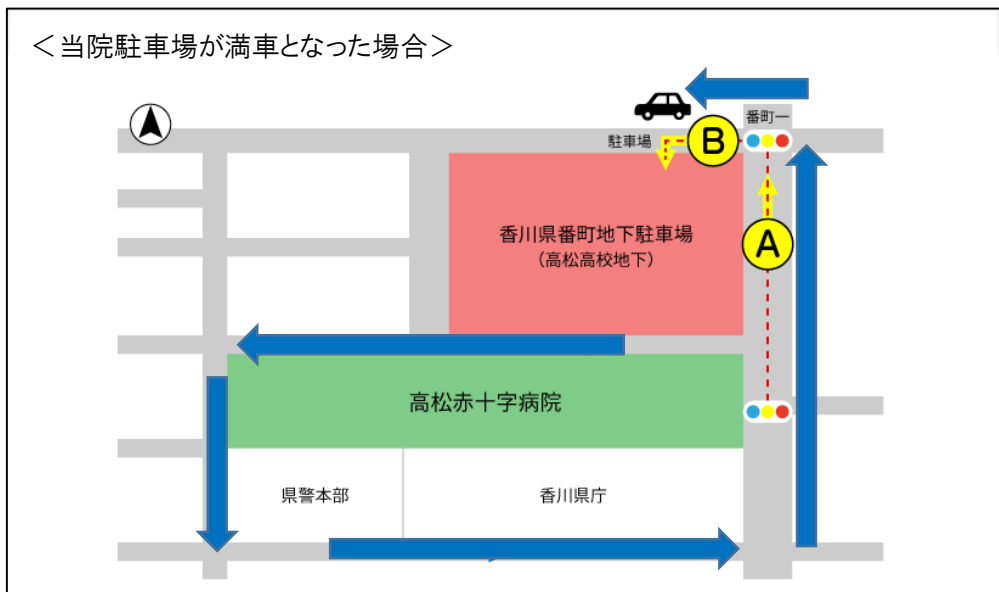 ＜当院駐車場が満車となった場合＞
番町一
駐車場
B
香川県番町地下駐車場
（高松高校地下）
A
高松赤十字病院
県警本部
香川県庁